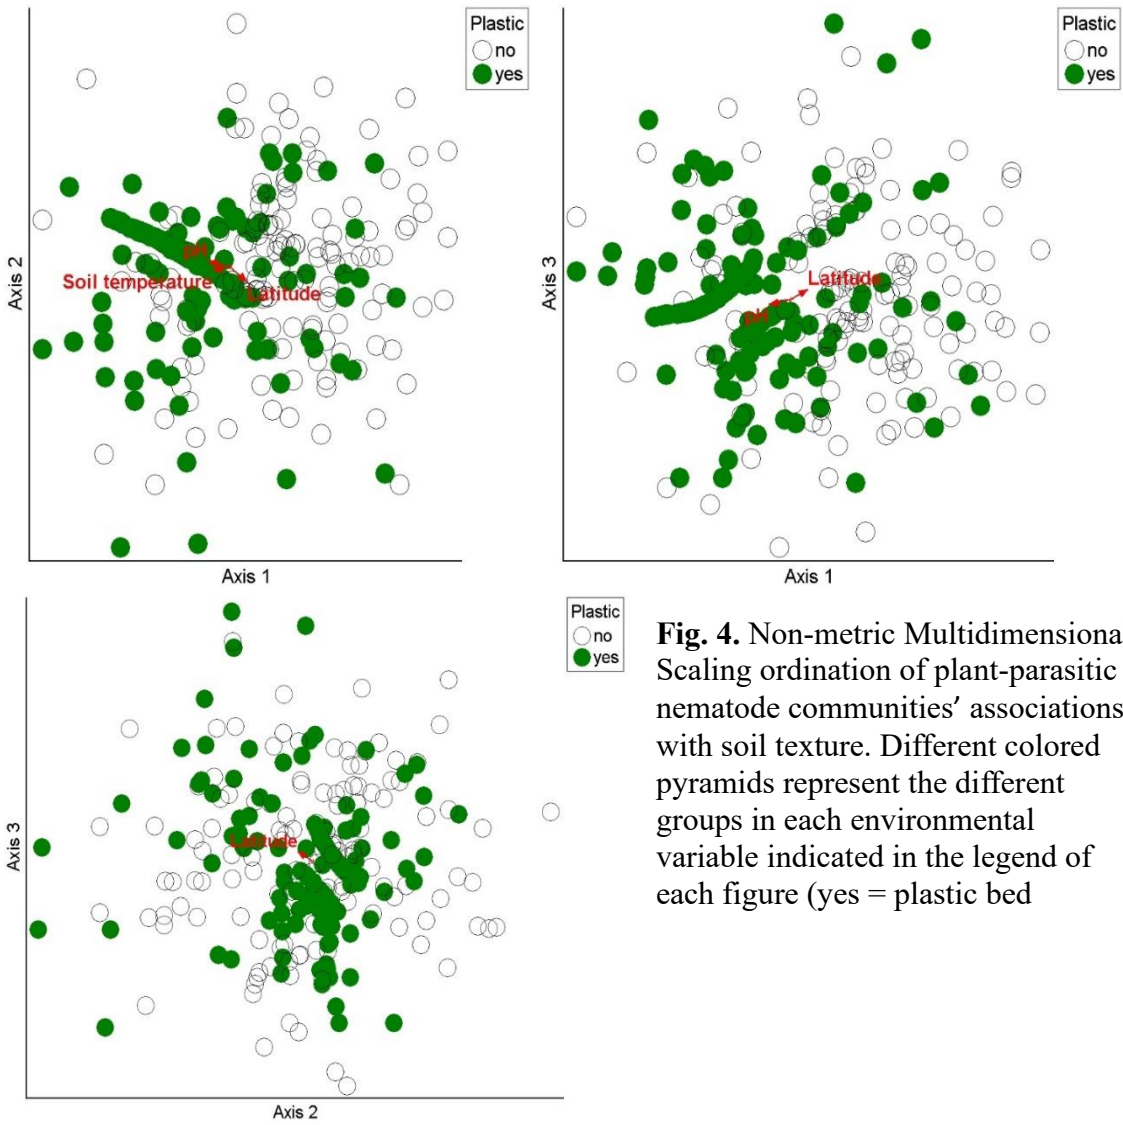 Plastic
no
yes
pH
Soil temperature
Latitude
Axis 2
Axis 1
Plastic
no
yes
Latitude
pH
Axis 3
Axis 1
Plastic
no
yes
Latitude
Axis 3
Axis 2
Fig. 4. Non-metric Multidimensiona
Scaling ordination of plant-parasitic
nematode communities’ associations
with soil texture. Different colored
pyramids represent the different
groups in each environmental
variable indicated in the legend of
each figure (yes = plastic bed